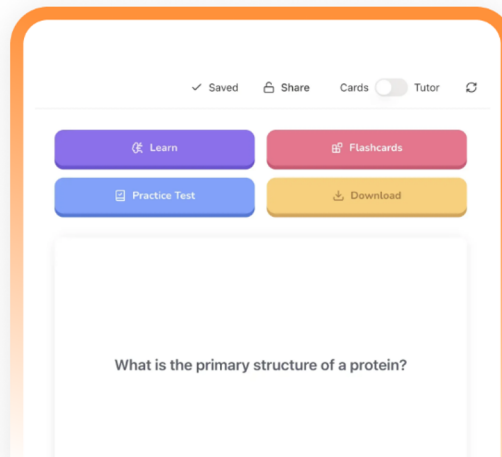 Saved Share Cards Tutor
Learn Flashcards
Practice Test Download
What is the primary structure of a protein?